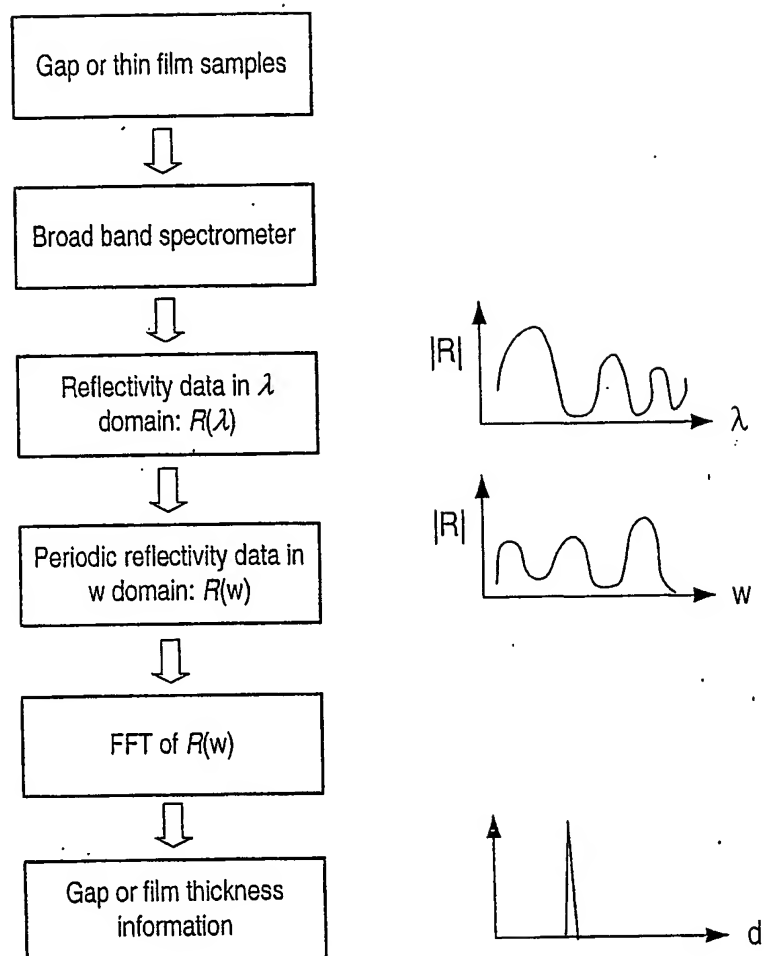 Gap or thin film samples
Broad band spectrometer
Reflectivity data in λ
domain: R(λ)
|R|
λ
Periodic reflectivity data in
w domain: R(w)
|R|
w
FFT of R(w)
Gap or film thickness
information
d